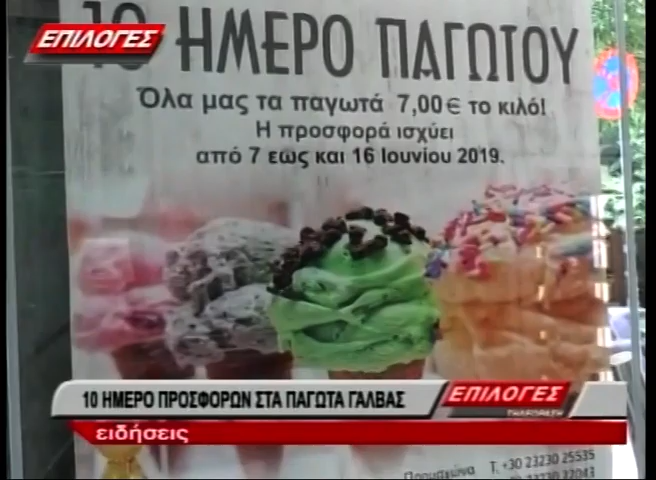 ΕΠΙΛΟΓΕΣ
10 ΗΜΕΡΟ ΠΑΓΩΤΟΥ
Όλα μας τα παγωτά 7,00€ το κιλό!
Η προσφορά ισχύει
από 7 εως και 16 Ιουνίου 2019.
10 ΗΜΕΡΟ ΠΡΟΣΦΟΡΩΝ ΣΤΑ ΠΑΓΩΤΑ ΓΑΛΒΑΣ
ΕΠΙΛΟΓΕΣ
ΤΗΛΕΟΡΑΣΗ
ειδήσεις
Τ. +30 23230 25535